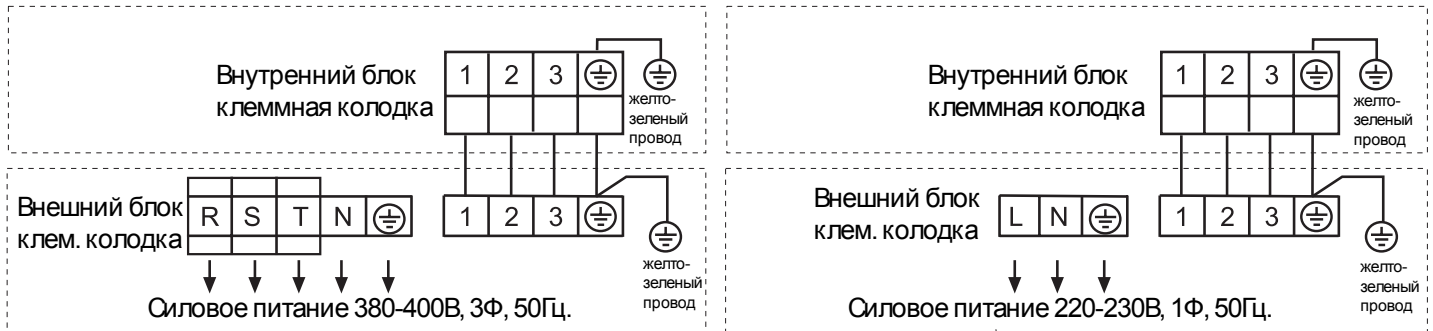 Внутренний блок
клеммная колодка
1 2 3
желто-
зеленый
провод
Внешний блок
клем. колодка
R S T N
1 2 3
желто-
зеленый
провод
Силовое питание 380-400В, 3Ф, 50Гц.
Внутренний блок
клеммная колодка
1 2 3
желто-
зеленый
провод
Внешний блок
клем. колодка
L N
1 2 3
желто-
зеленый
провод
Силовое питание 220-230В, 1Ф, 50Гц.